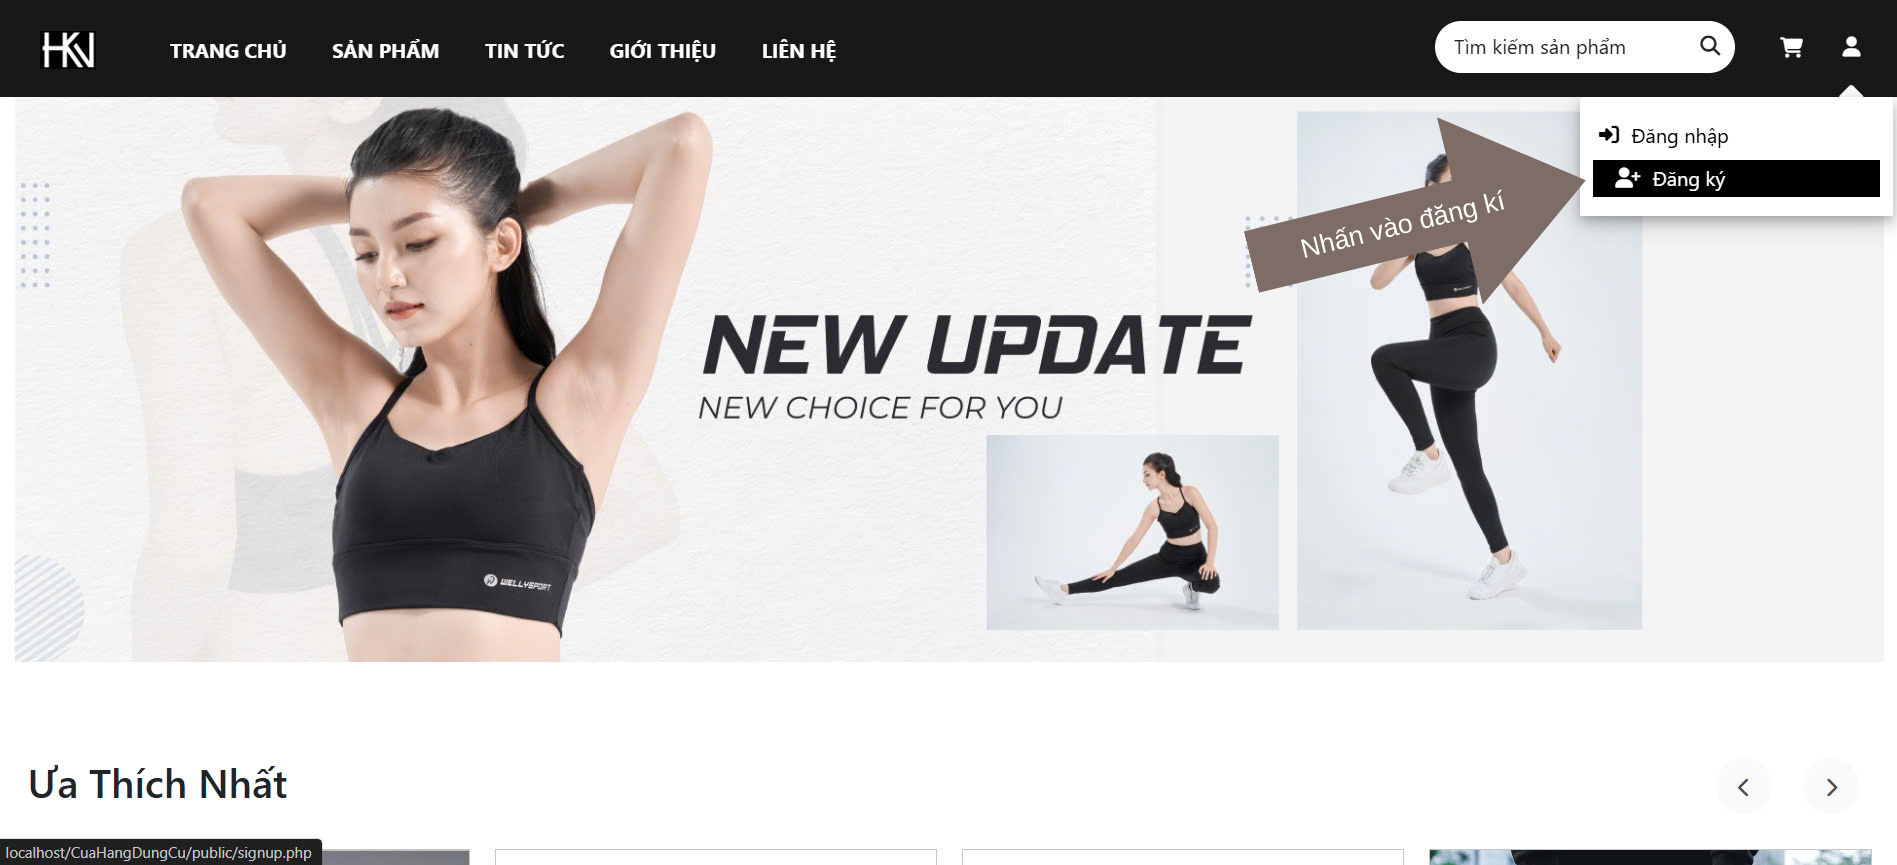 HKN
TRANG CHỦ SẢN PHẨM TIN TỨC GIỚI THIỆU LIÊN HỆ
Tìm kiếm sản phẩm
Đăng nhập
Đăng ký
Nhấn vào đăng kí
NEW UPDATE
NEW CHOICE FOR YOU
WELLYSPORT
Ưa Thích Nhất
localhost/CuaHangDungCu/public/signup.php